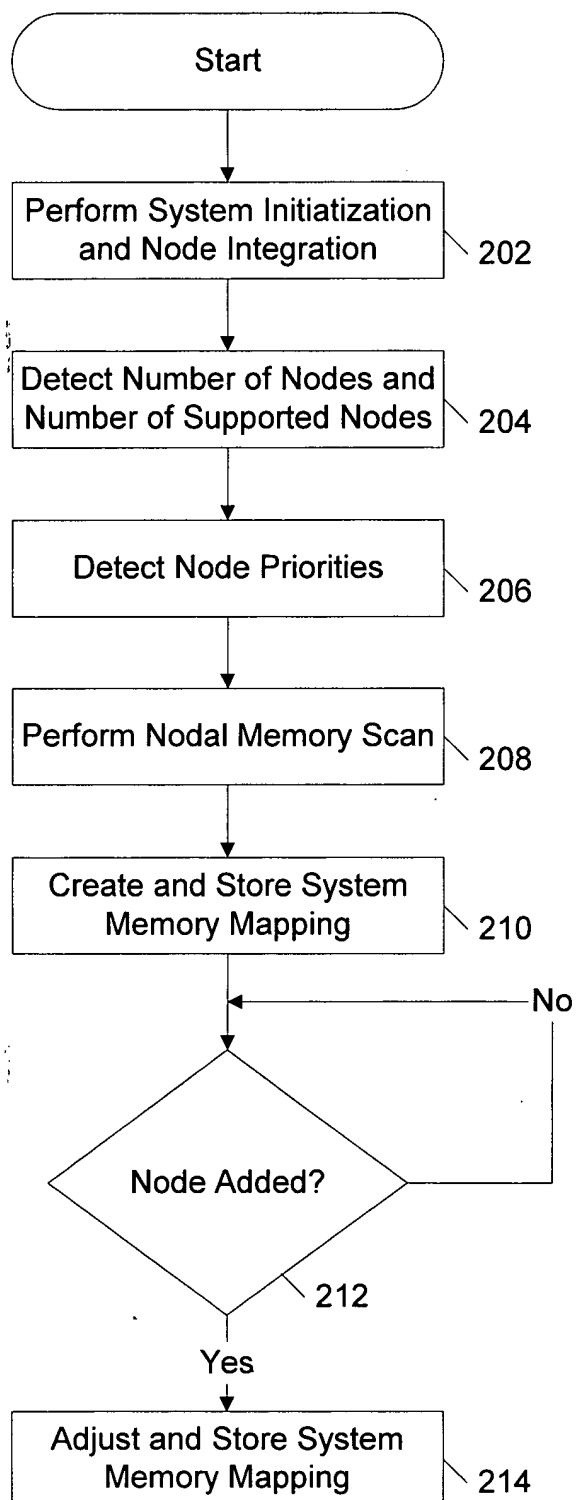 Start
Perform System Initiatization
and Node Integration
202
Detect Number of Nodes and
Number of Supported Nodes
204
Detect Node Priorities
206
Perform Nodal Memory Scan
208
Create and Store System
Memory Mapping
210
No
Node Added?
212
Yes
Adjust and Store System
Memory Mapping
214